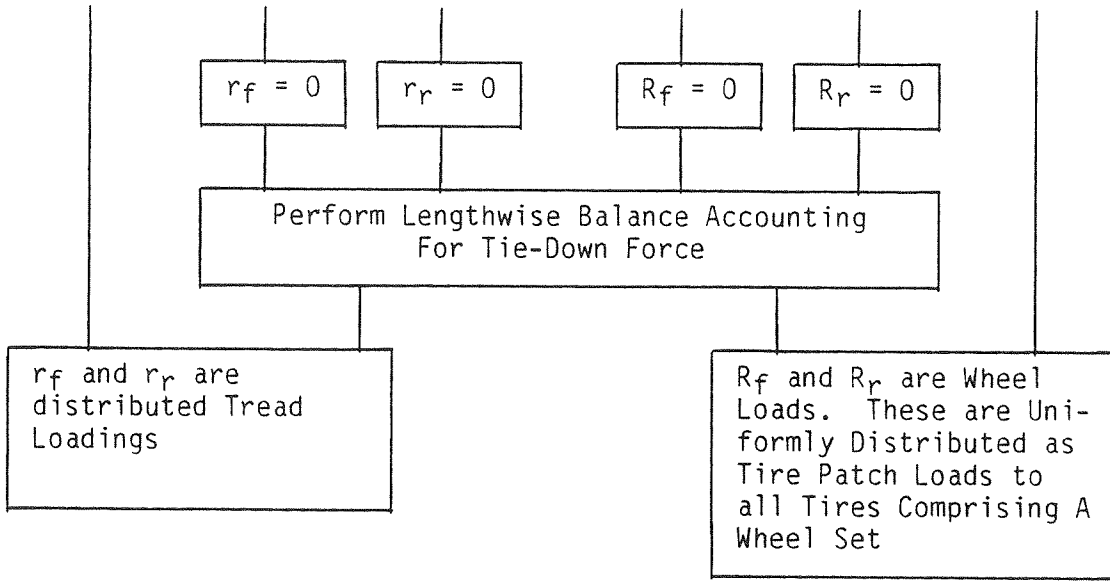 r_f = 0
r_r = 0
R_f = 0
R_r = 0
Perform Lengthwise Balance Accounting
For Tie-Down Force
r_f and r_r are
distributed Tread
Loadings
R_f and R_r are Wheel
Loads. These are Uni-
formly Distributed as
Tire Patch Loads to
all Tires Comprising A
Wheel Set